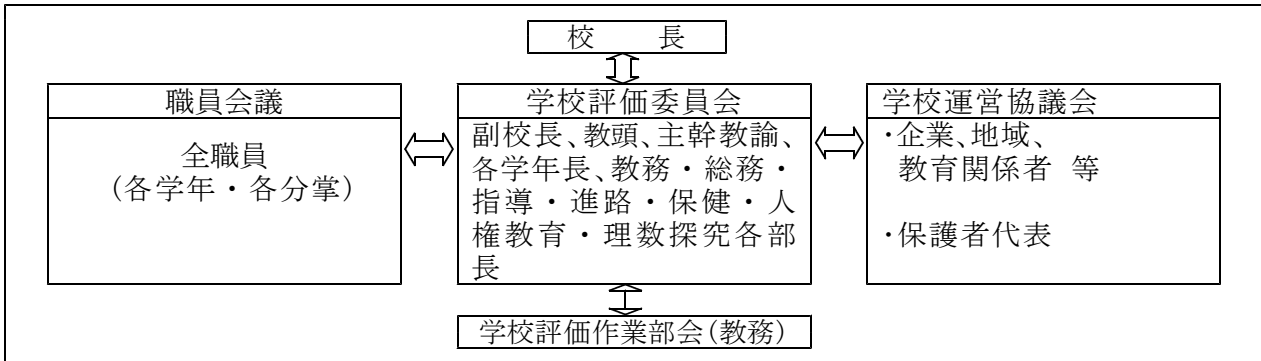 校　　長
職員会議
全職員
(各学年・各分掌)
学校評価委員会
副校長、教頭、主幹教諭、
各学年長、教務・総務・
指導・進路・保健・人
権教育・理数探究各部
長
学校運営協議会
・企業、地域、
教育関係者 等
・保護者代表
学校評価作業部会(教務)